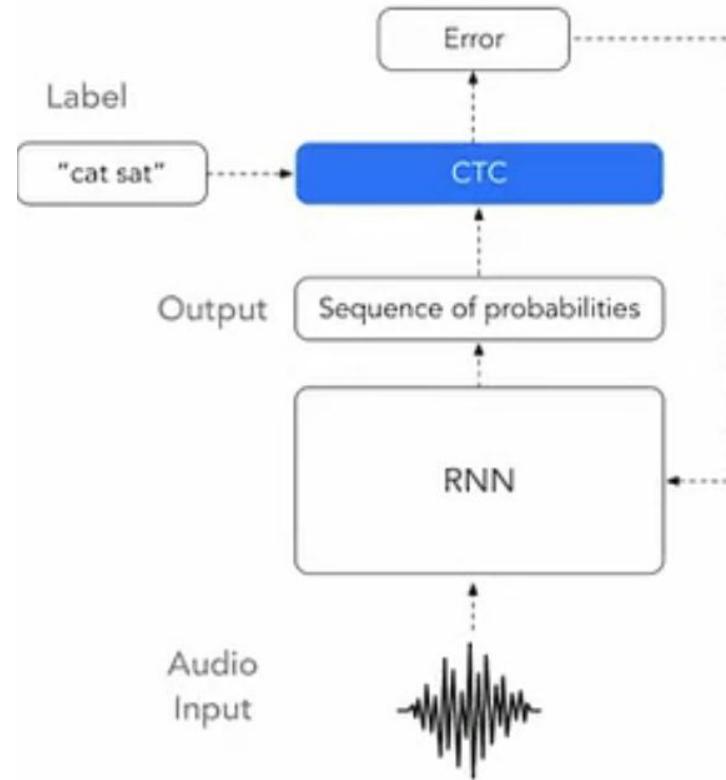 Error
Label
"cat sat"
CTC
Output
Sequence of probabilities
RNN
Audio
Input